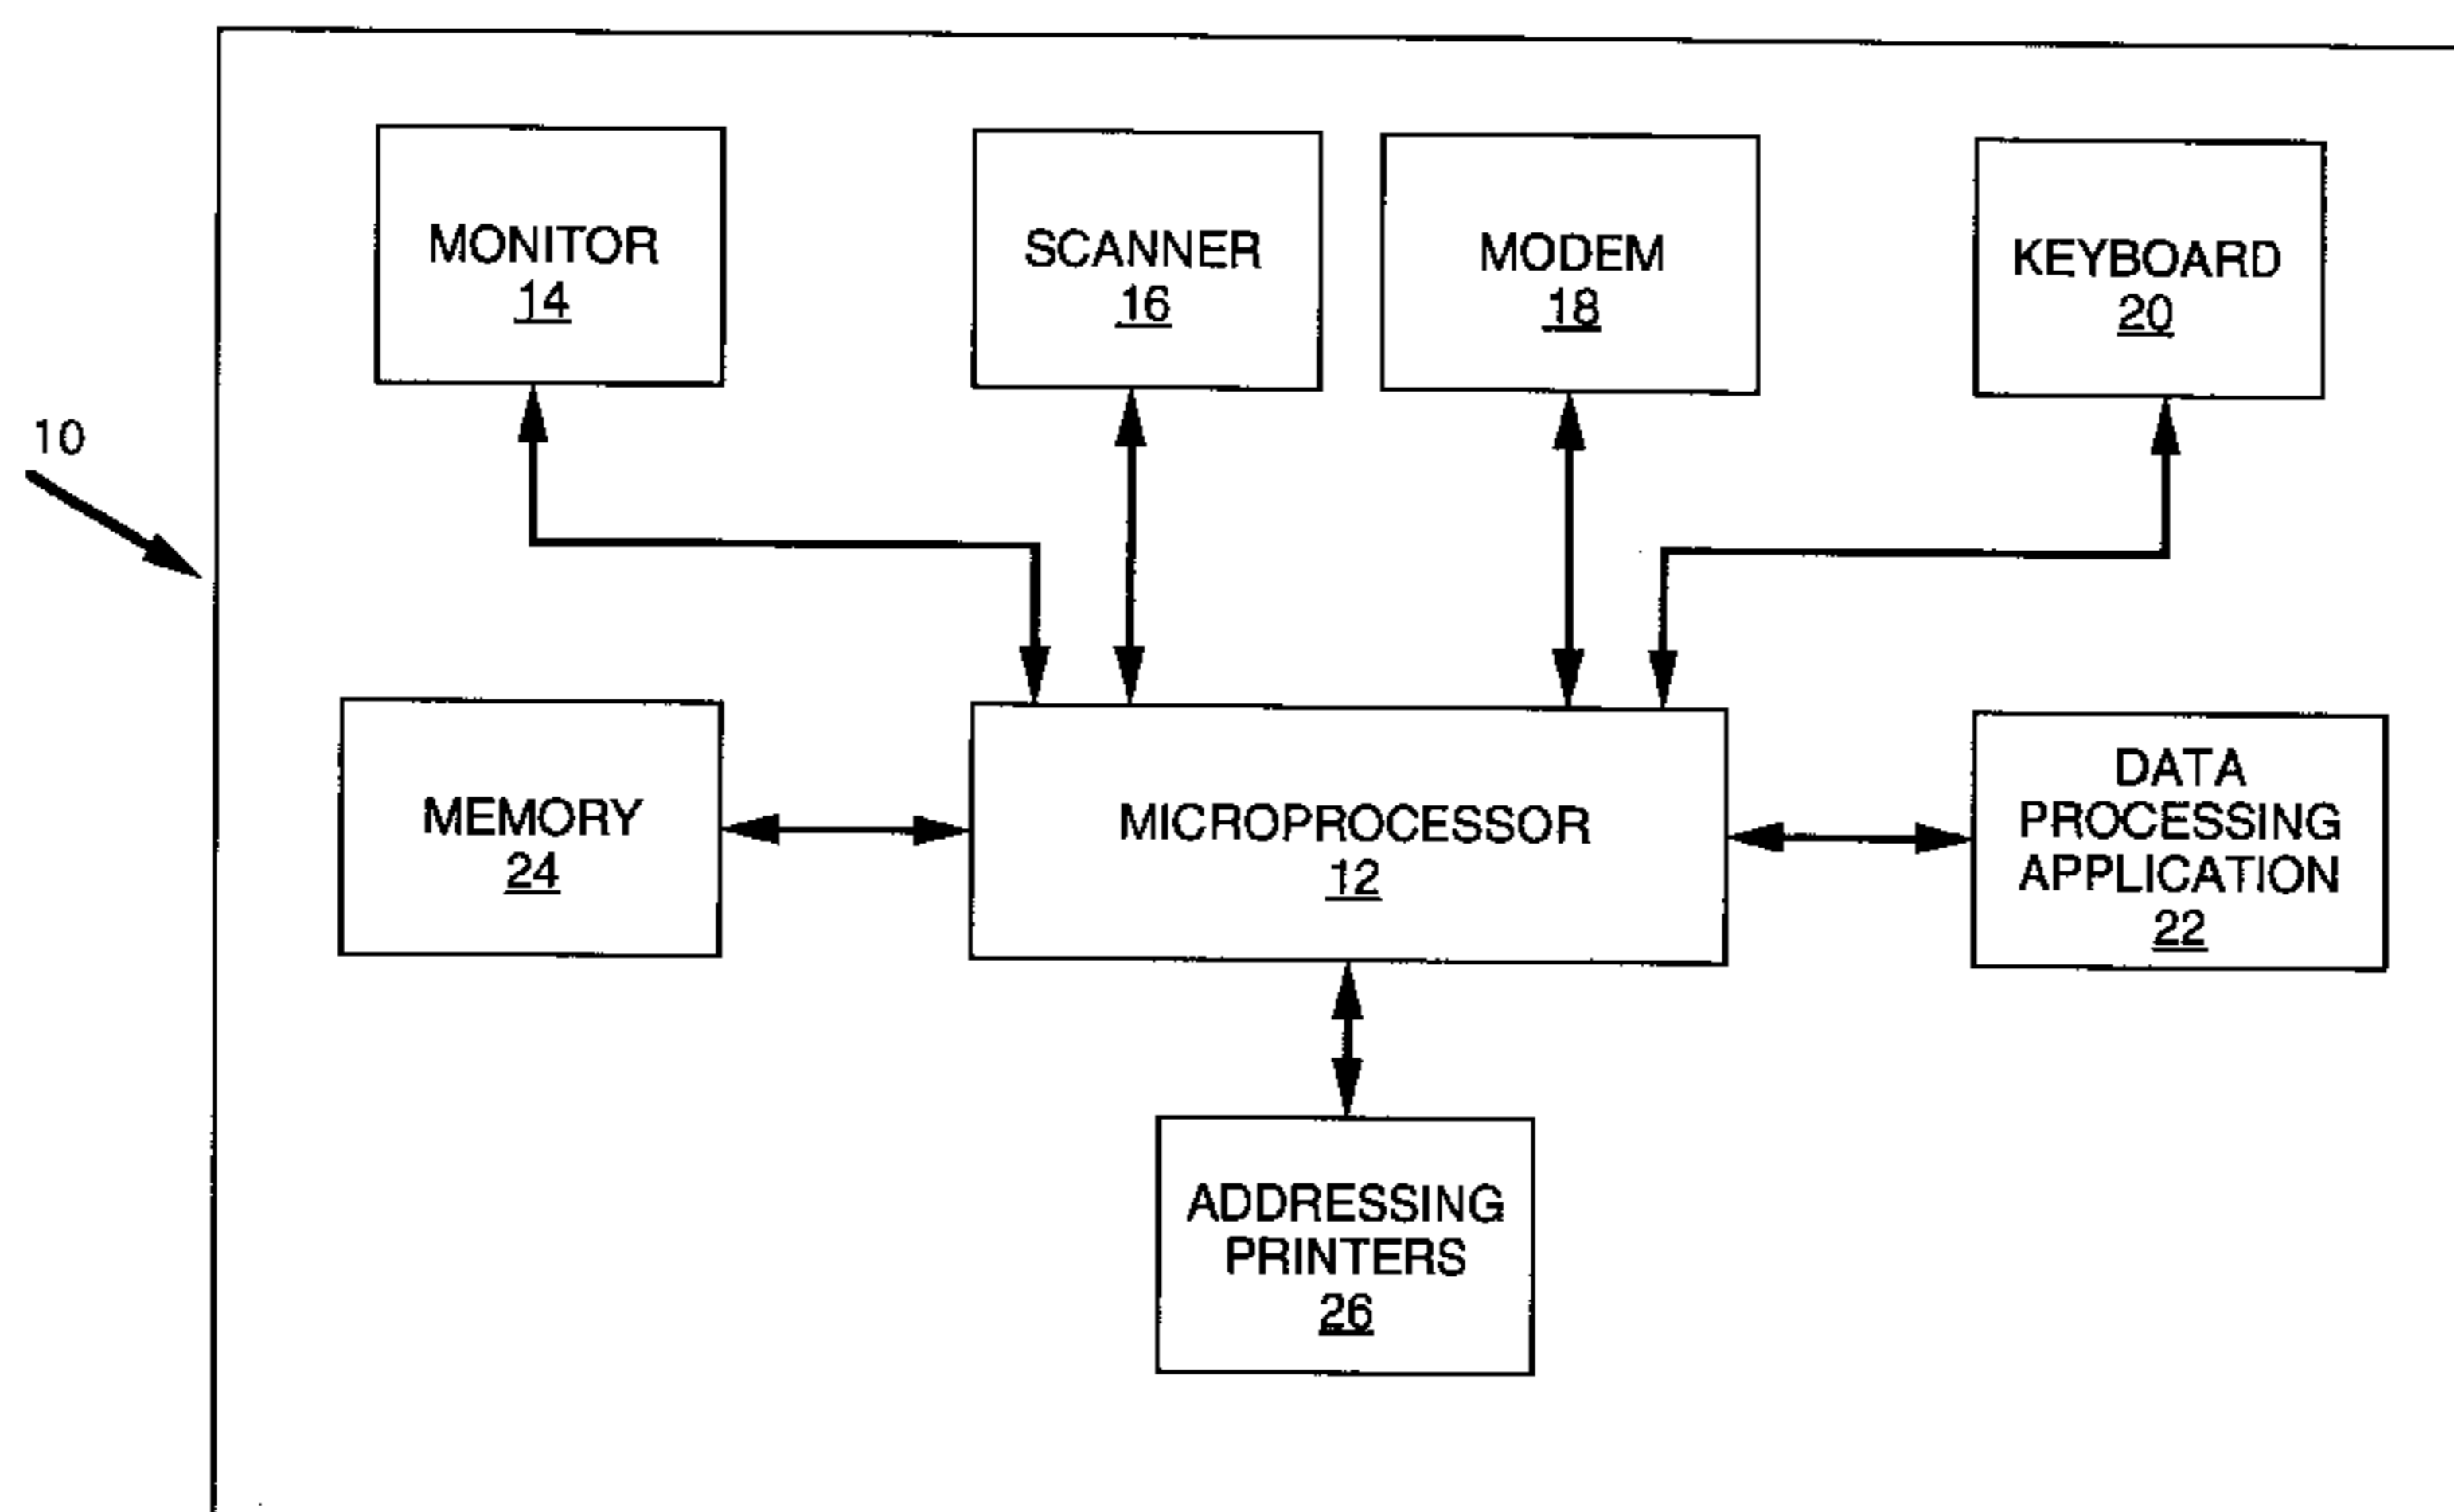 MONITOR
14
SCANNER
16
MODEM
18
KEYBOARD
20
10
MEMORY
24
MICROPROCESSOR
12
DATA
PROCESSING
APPLICATION
22
ADDRESSING
PRINTERS
26